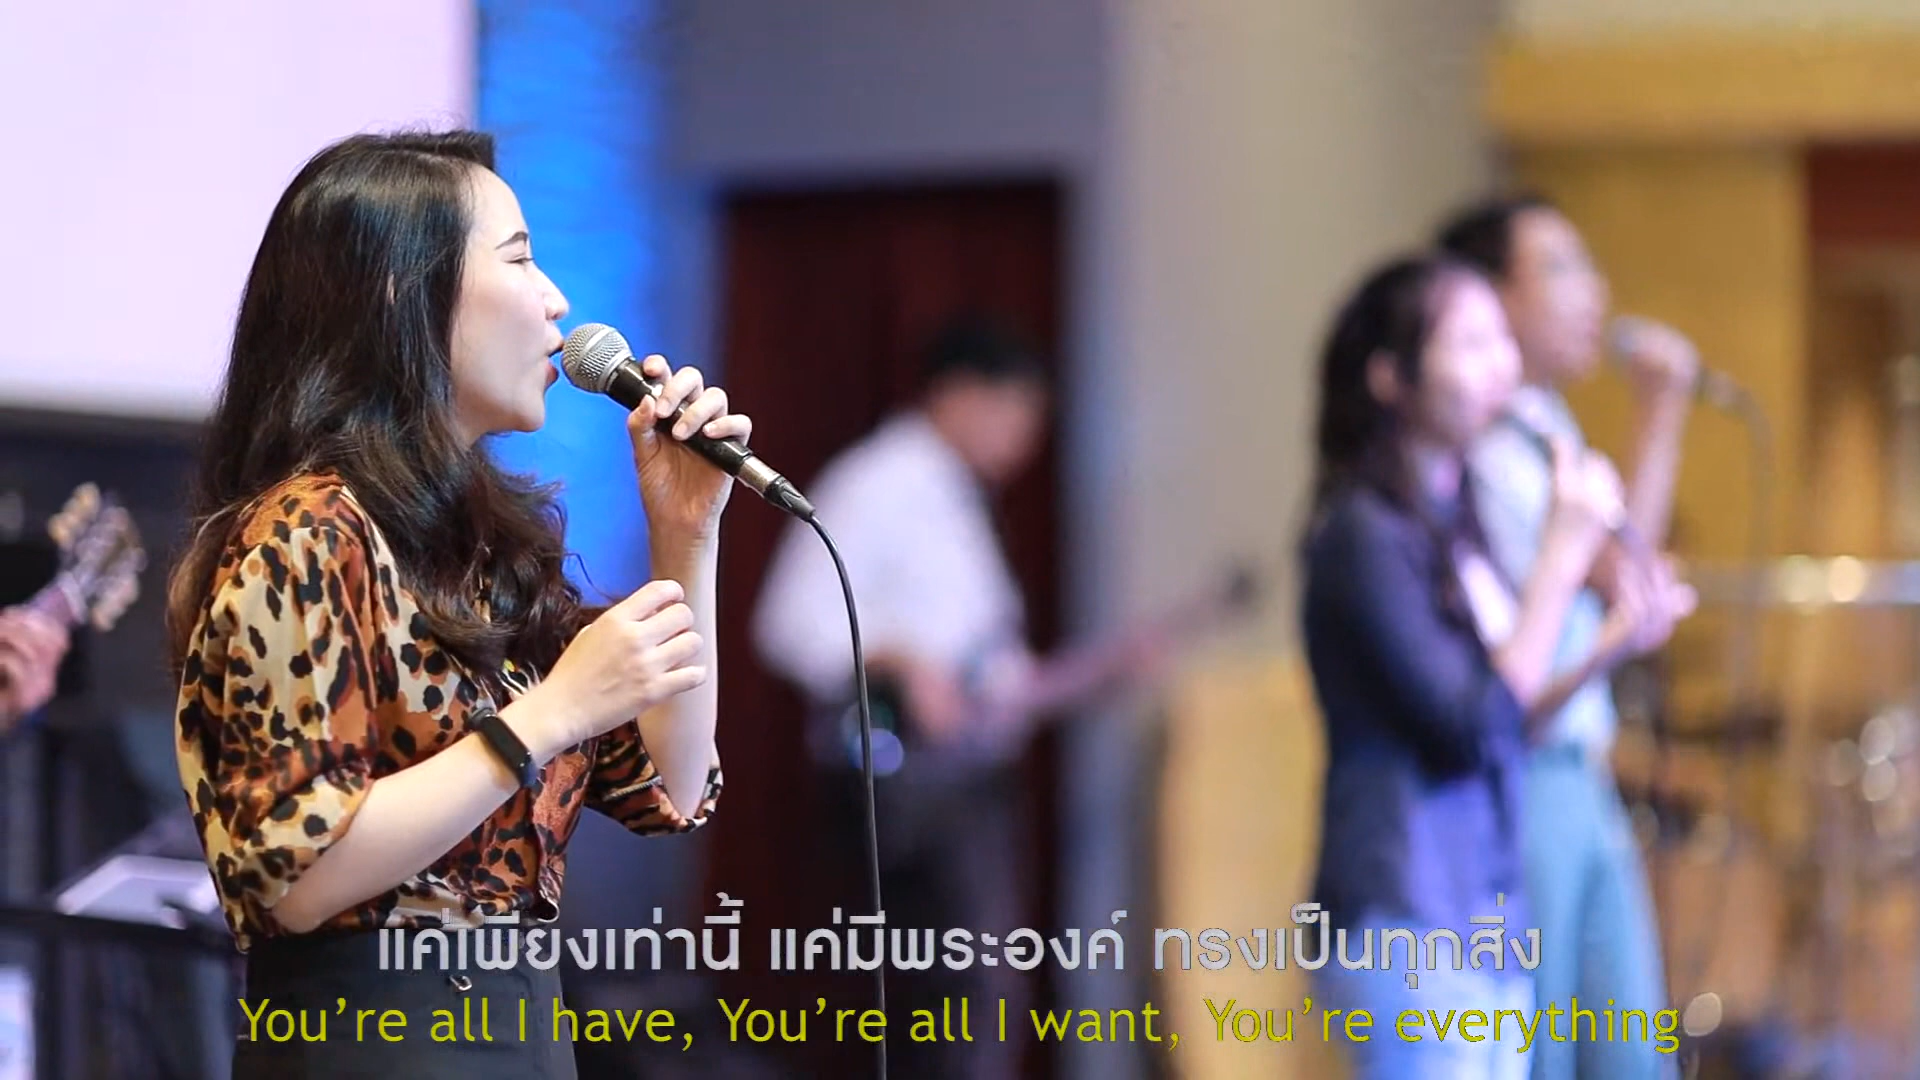 แค่เพียงเท่านี้ แค่มีพระองค์ ทรงเป็นทุกสิ่ง
You’re all I have, You’re all I want, You’re everything